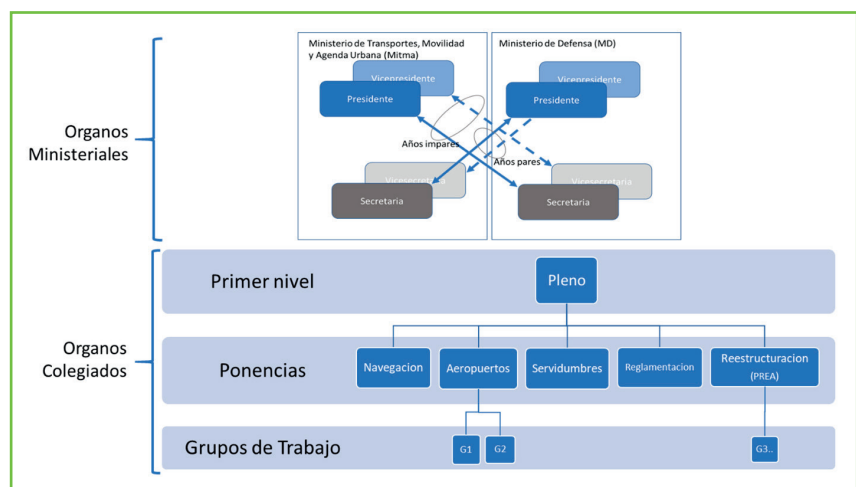 Ministerio de Transportes, Movilidad
y Agenda Urbana (Mitma)
Ministerio de Defensa (MD)
Vicepresidente
Presidente
Vicepresidente
Presidente
Organos
Ministeriales
Años impares
Años pares
Vicesecretaria
Secretaria
Vicesecretaria
Secretaria
Organos
Colegiados
Primer nivel
Pleno
Ponencias
Navegacion
Aeropuertos
Servidumbres
Reglamentacion
Reestructuracion
(PREA)
Grupos de Trabajo
G1
G2
G3..